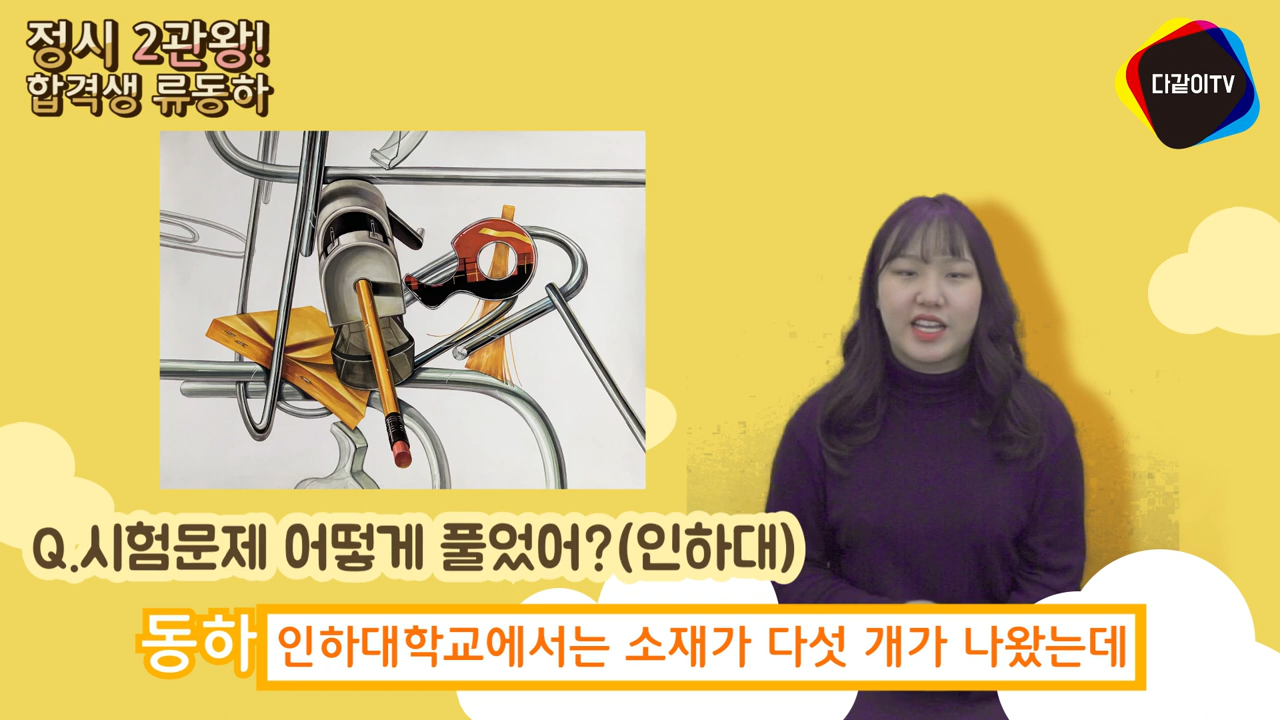 정시 2관왕!
합격생 류동하
다같이TV
Q.시험문제 어떻게 풀었어?(인하대)
동하 인하대학교에서는 소재가 다섯 개가 나왔는데